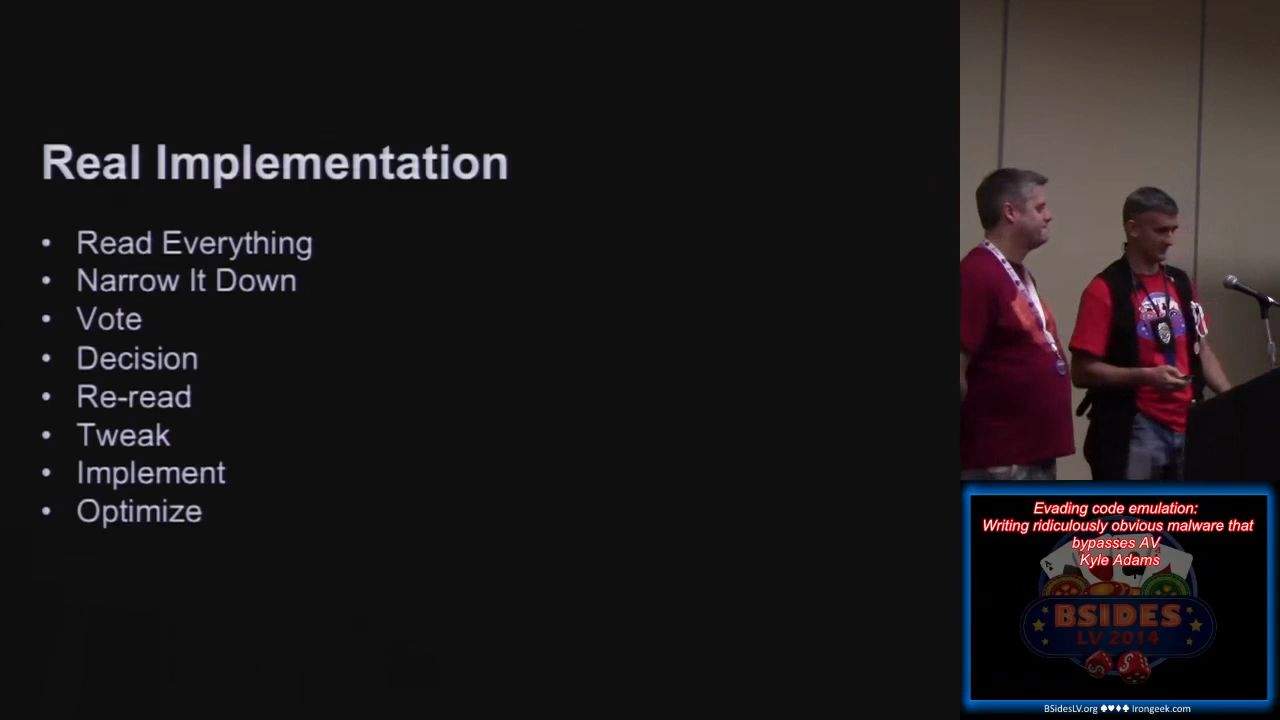 Real Implementation
• Read Everything
• Narrow It Down
• Vote
• Decision
• Re-read
• Tweak
• Implement
• Optimize
Evading code emulation:
Writing ridiculously obvious malware that
bypasses AV
Kyle Adams
BSIDES
LV 2014
BSidesLV.org ♠♥♦♣ Irongeek.com